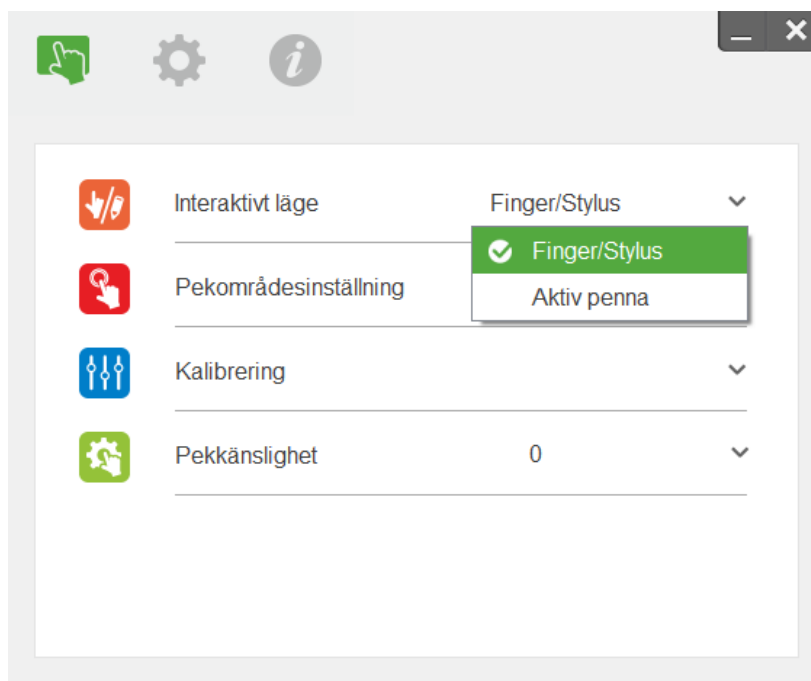 Interaktivt läge Finger/Stylus
Finger/Stylus
Pekområdesinställning
Aktiv penna
Kalibrering
Pekkänslighet 0